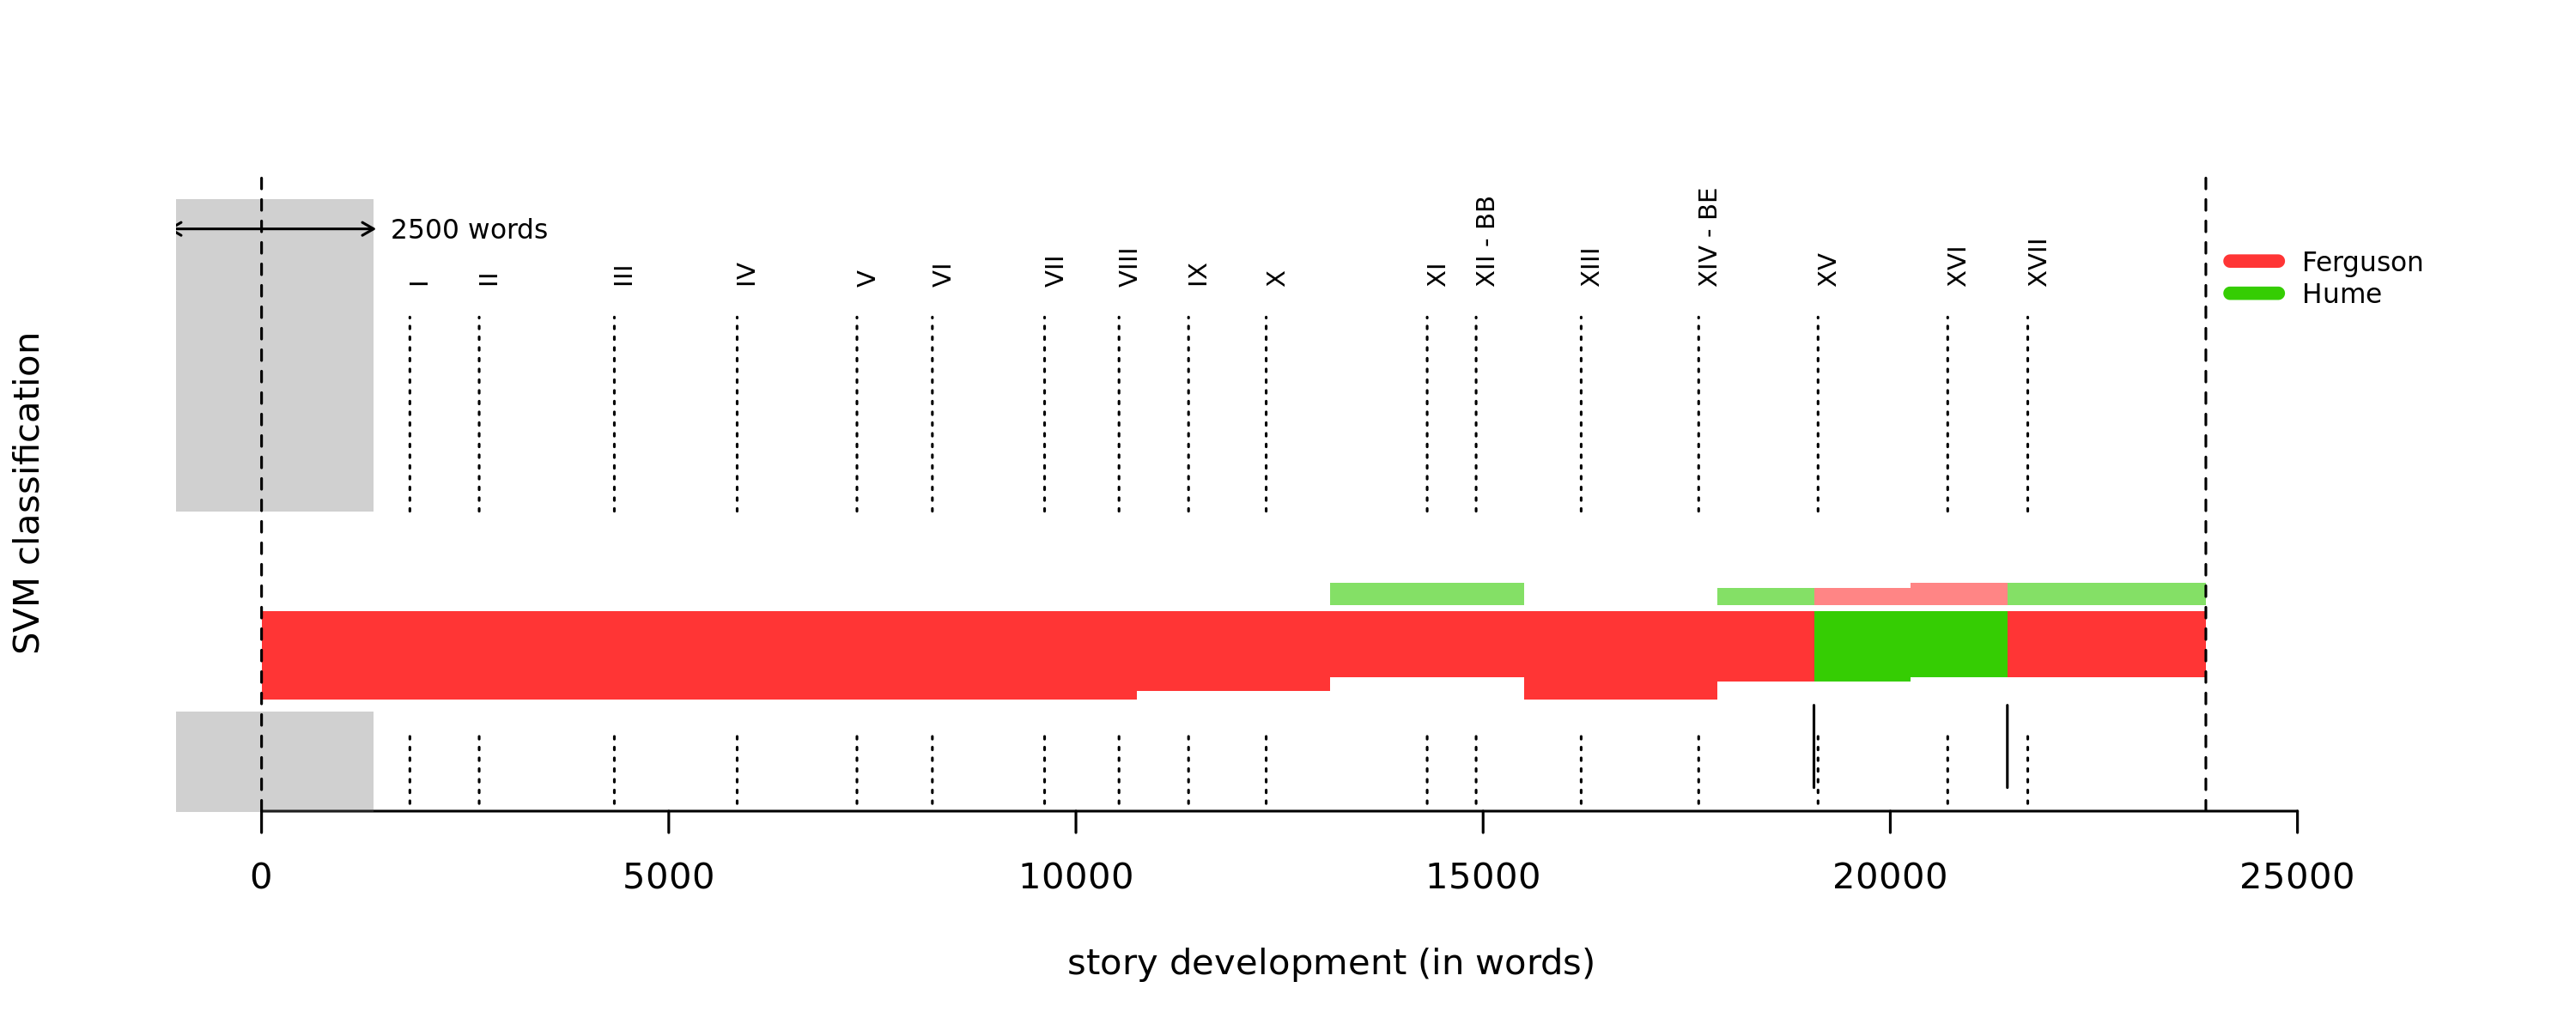 2500 words
I
II
III
IV
V
VI
VII
VIII
IX
X
XI
XII - BB
XIII
XIV - BE
XV
XVI
XVII
Ferguson
Hume
SVM classification
0
5000
10000
15000
20000
25000
story development (in words)